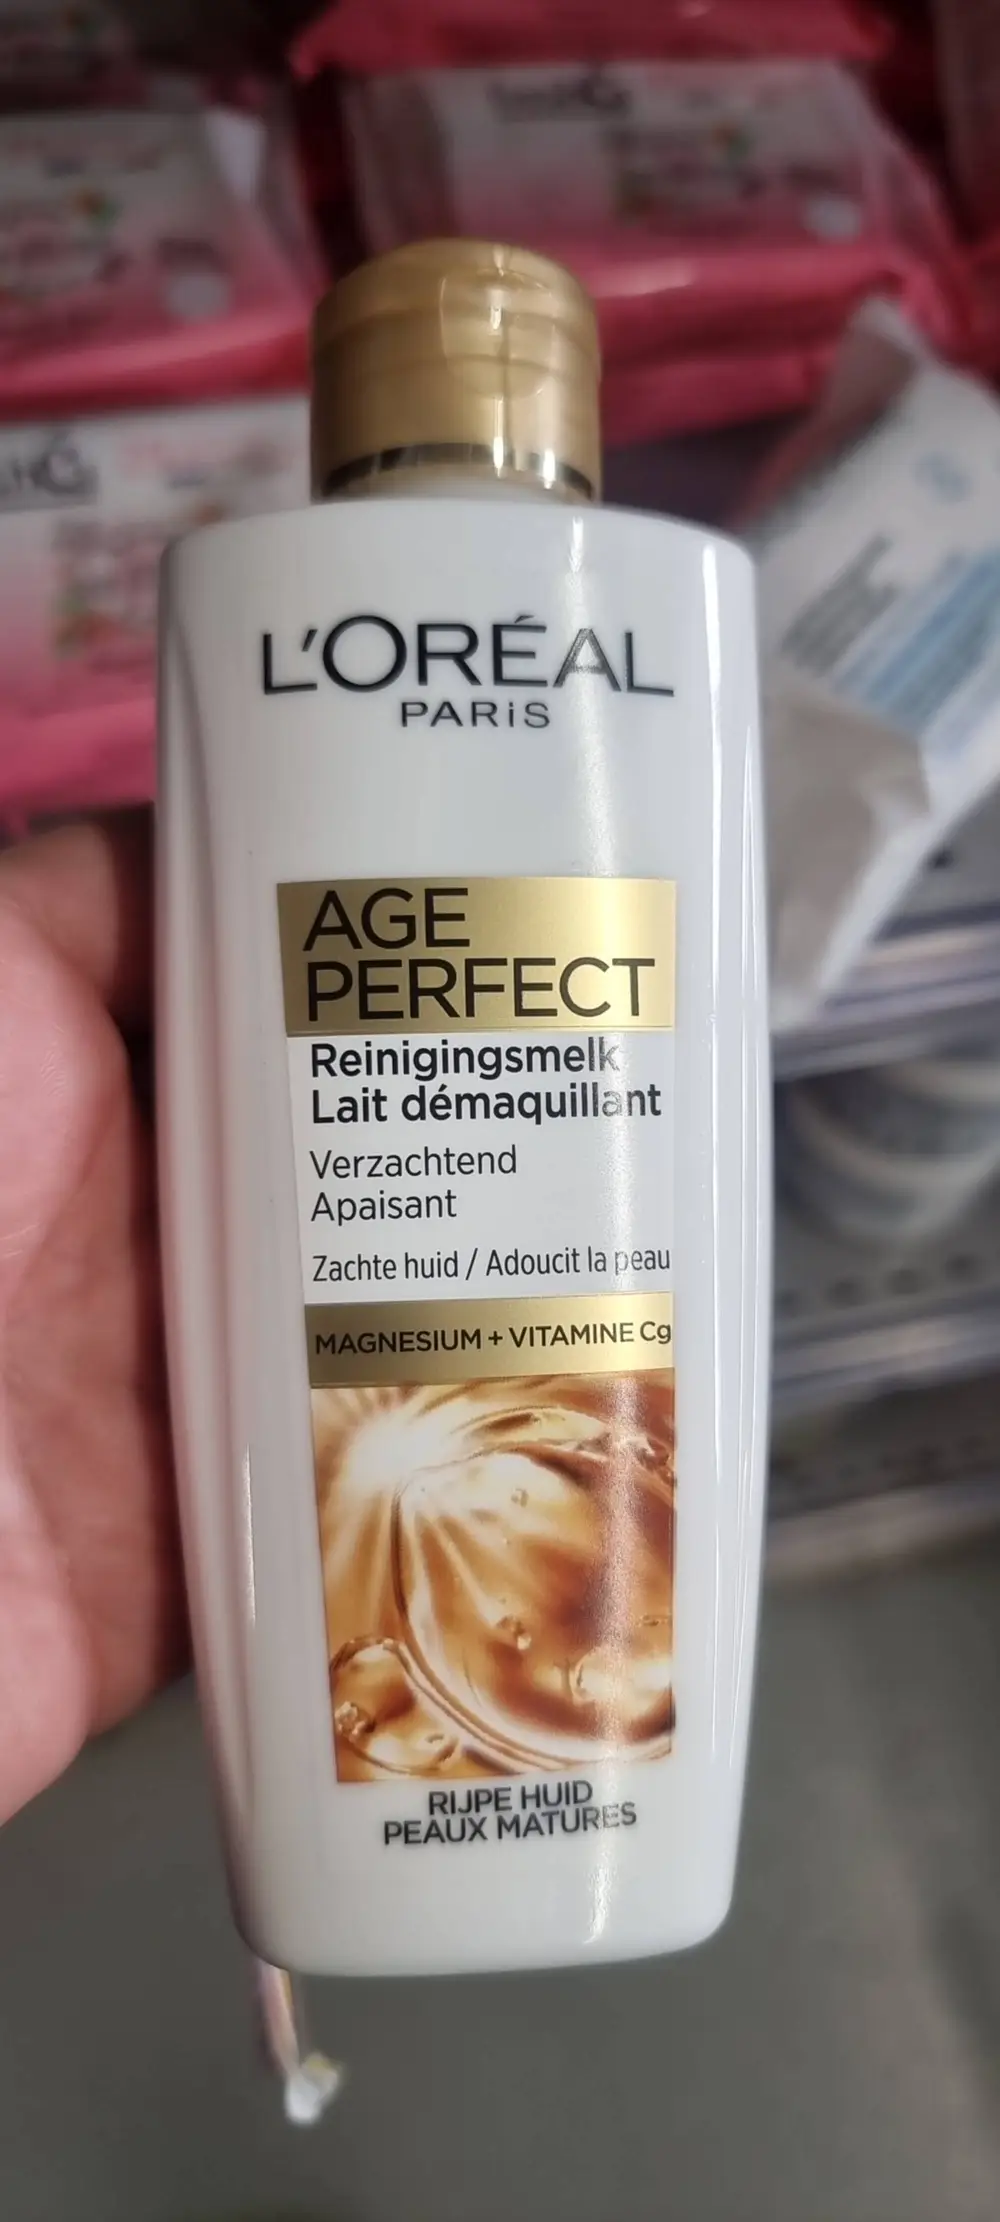 L'ORÉAL
PARiS
AGE
PERFECT
Reinigingsmelk
Lait démaquillant
Verzachtend
Apaisant
Zachte huid / Adoucit la peau
MAGNESIUM + VITAMINE Cg
RIJPE HUID
PEAUX MATURES